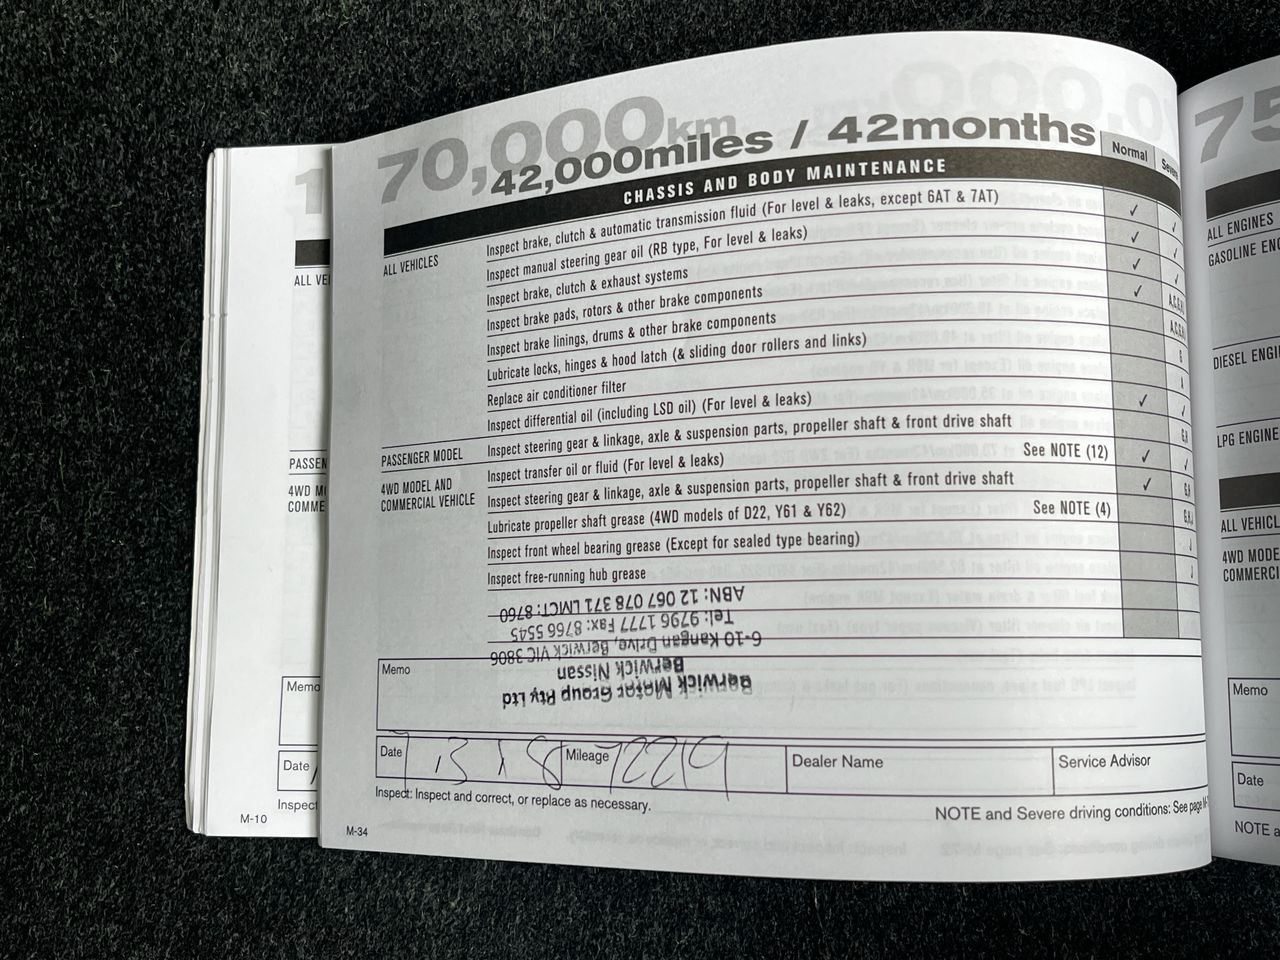 70,000km
42,000miles / 42months
Normal
CHASSIS AND BODY MAINTENANCE
ALL VEHICLES
Inspect brake, clutch & automatic transmission fluid (For level & leaks, except 6AT & 7AT) ✓ ✓
Inspect manual steering gear oil (RB type, For level & leaks) ✓ ✓
Inspect brake, clutch & exhaust systems ✓ ✓
Inspect brake pads, rotors & other brake components ✓
Inspect brake linings, drums & other brake components
Lubricate locks, hinges & hood latch (& sliding door rollers and links)
Replace air conditioner filter
Inspect differential oil (including LSD oil) (For level & leaks) ✓ ✓
PASSENGER MODEL
Inspect steering gear & linkage, axle & suspension parts, propeller shaft & front drive shaft
4WD MODEL AND
COMMERCIAL VEHICLE
Inspect transfer oil or fluid (For level & leaks) See NOTE (12) ✓ ✓
Inspect steering gear & linkage, axle & suspension parts, propeller shaft & front drive shaft ✓
Lubricate propeller shaft grease (4WD models of D22, Y61 & Y62) See NOTE (4)
Inspect front wheel bearing grease (Except for sealed type bearing)
Inspect free-running hub grease
Berwick Motor Group Pty Ltd
Berwick Nissan
6-10 Kangan Drive, Berwick VIC 3806
Tel: 9796 1777 Fax: 8766 5545
ABN: 12 067 078 371 LMCT: 8760
Memo
Date
Mileage 72219
Dealer Name
Service Advisor
Inspect: Inspect and correct, or replace as necessary.
NOTE and Severe driving conditions: See page
M-34
ALL
PASSEN
4WD
COMME
Memo
Date
Inspect
M-10
75
ALL ENGINES
GASOLINE
DIESEL
LPG ENGINE
ALL
4WD
COMMERCI
Memo
Date
NOTE